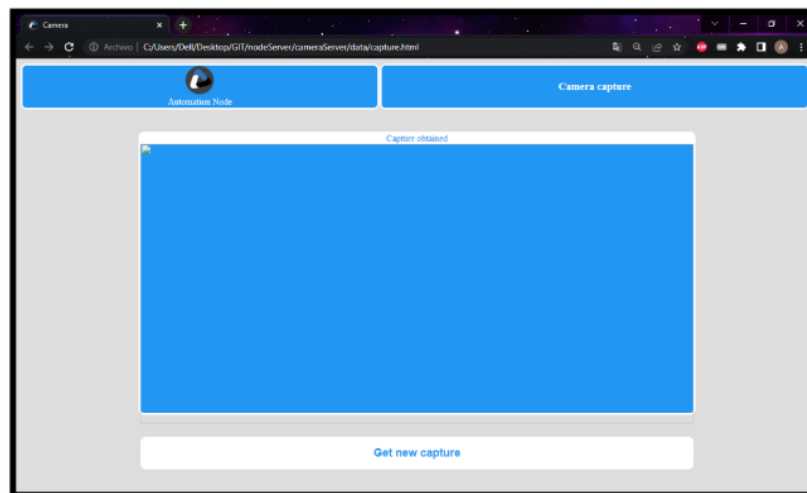 Camera
Archivo | C:/Users/Dell/Desktop/GIT/nodeServer/cameraServer/data/capture.html
Automation Node
Camera capture
Capture obtained
Get new capture